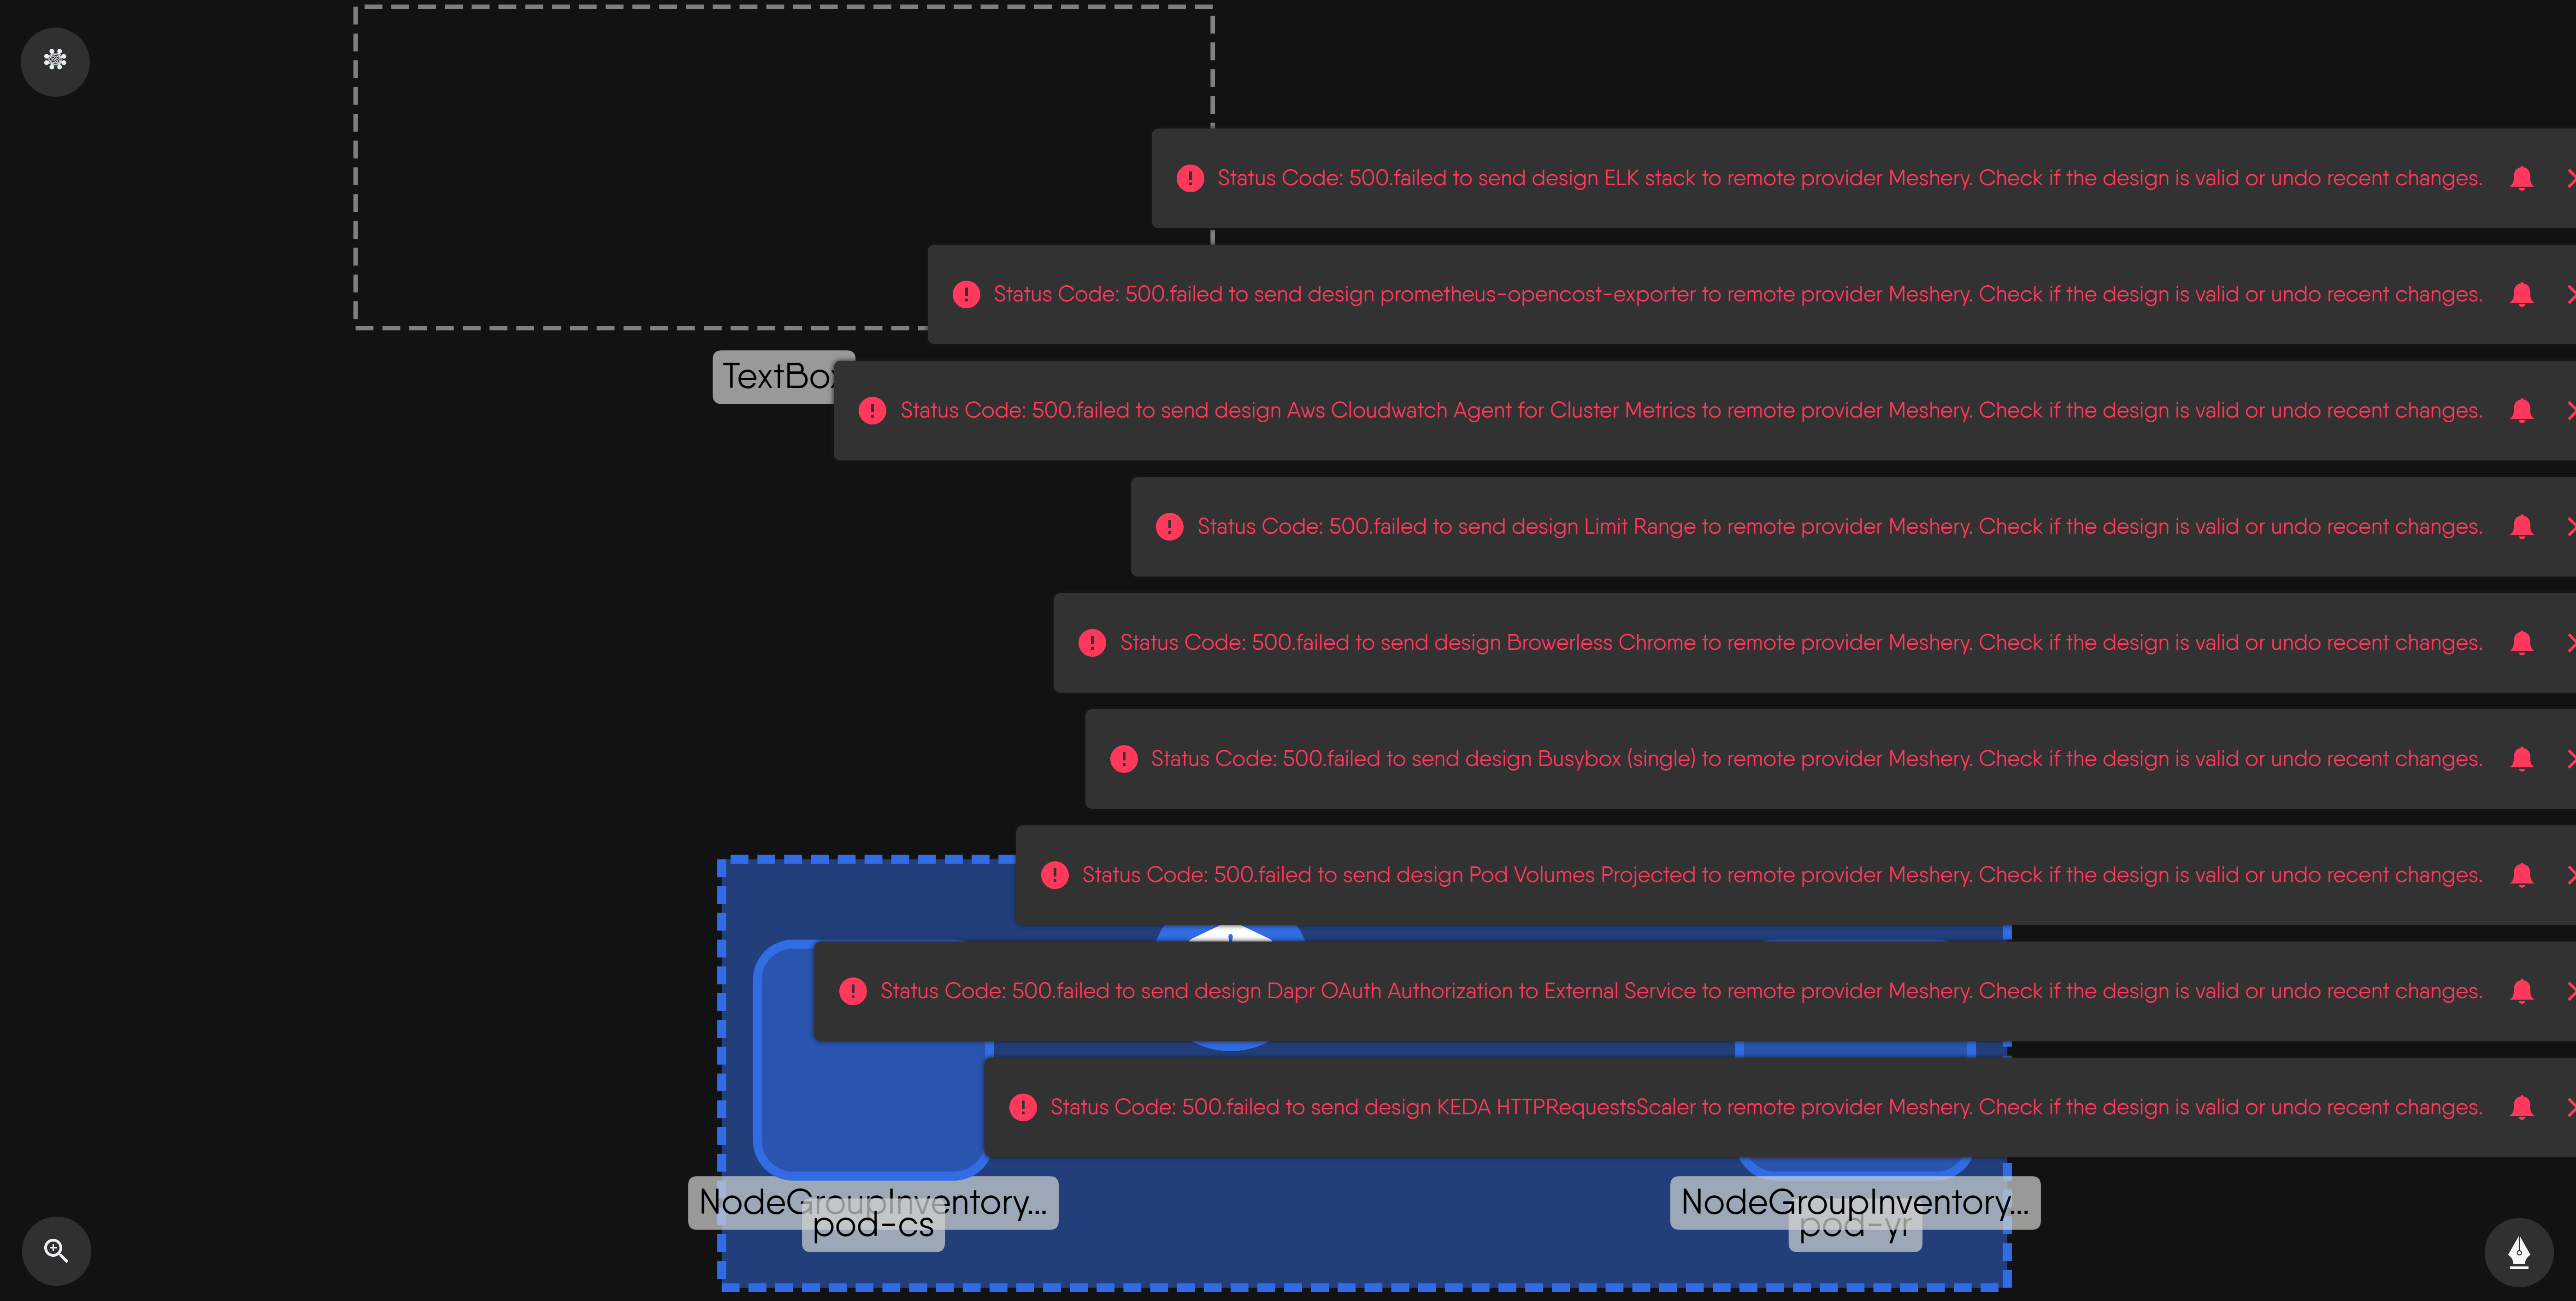 Status Code: 500.failed to send design ELK stack to remote provider Meshery. Check if the design is valid or undo recent changes.
Status Code: 500.failed to send design prometheus-opencost-exporter to remote provider Meshery. Check if the design is valid or undo recent changes.
TextBox
Status Code: 500.failed to send design Aws Cloudwatch Agent for Cluster Metrics to remote provider Meshery. Check if the design is valid or undo recent changes.
Status Code: 500.failed to send design Limit Range to remote provider Meshery. Check if the design is valid or undo recent changes.
Status Code: 500.failed to send design Browerless Chrome to remote provider Meshery. Check if the design is valid or undo recent changes.
Status Code: 500.failed to send design Busybox (single) to remote provider Meshery. Check if the design is valid or undo recent changes.
Status Code: 500.failed to send design Pod Volumes Projected to remote provider Meshery. Check if the design is valid or undo recent changes.
Status Code: 500.failed to send design Dapr OAuth Authorization to External Service to remote provider Meshery. Check if the design is valid or undo recent changes.
Status Code: 500.failed to send design KEDA HTTPRequestsScaler to remote provider Meshery. Check if the design is valid or undo recent changes.
NodeGroupInventory...
pod-cs
NodeGroupInventory...
pod-yr